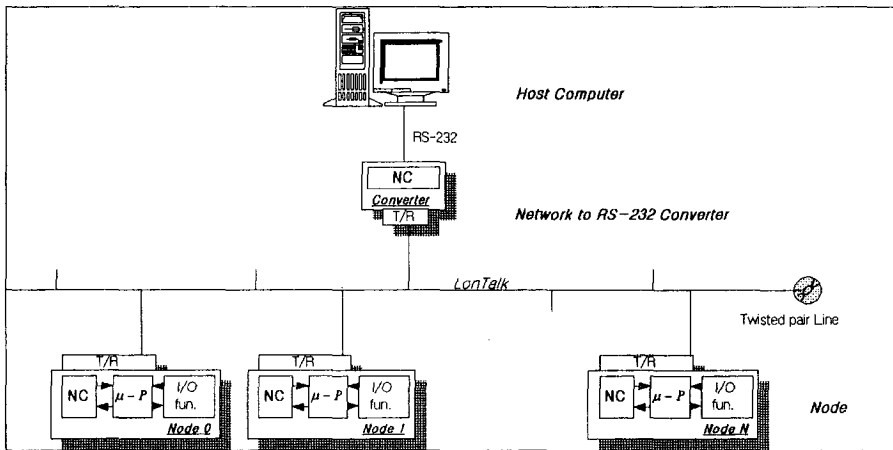 Host Computer
RS-232
NC
Converter
T/R
Network to RS-232 Converter
LonTalk
Twisted pair Line
T/R
NC
μ-P
I/O
fun.
Node 0
T/R
NC
μ-P
I/O
fun.
Node 1
T/R
NC
μ-P
I/O
fun.
Node N
Node